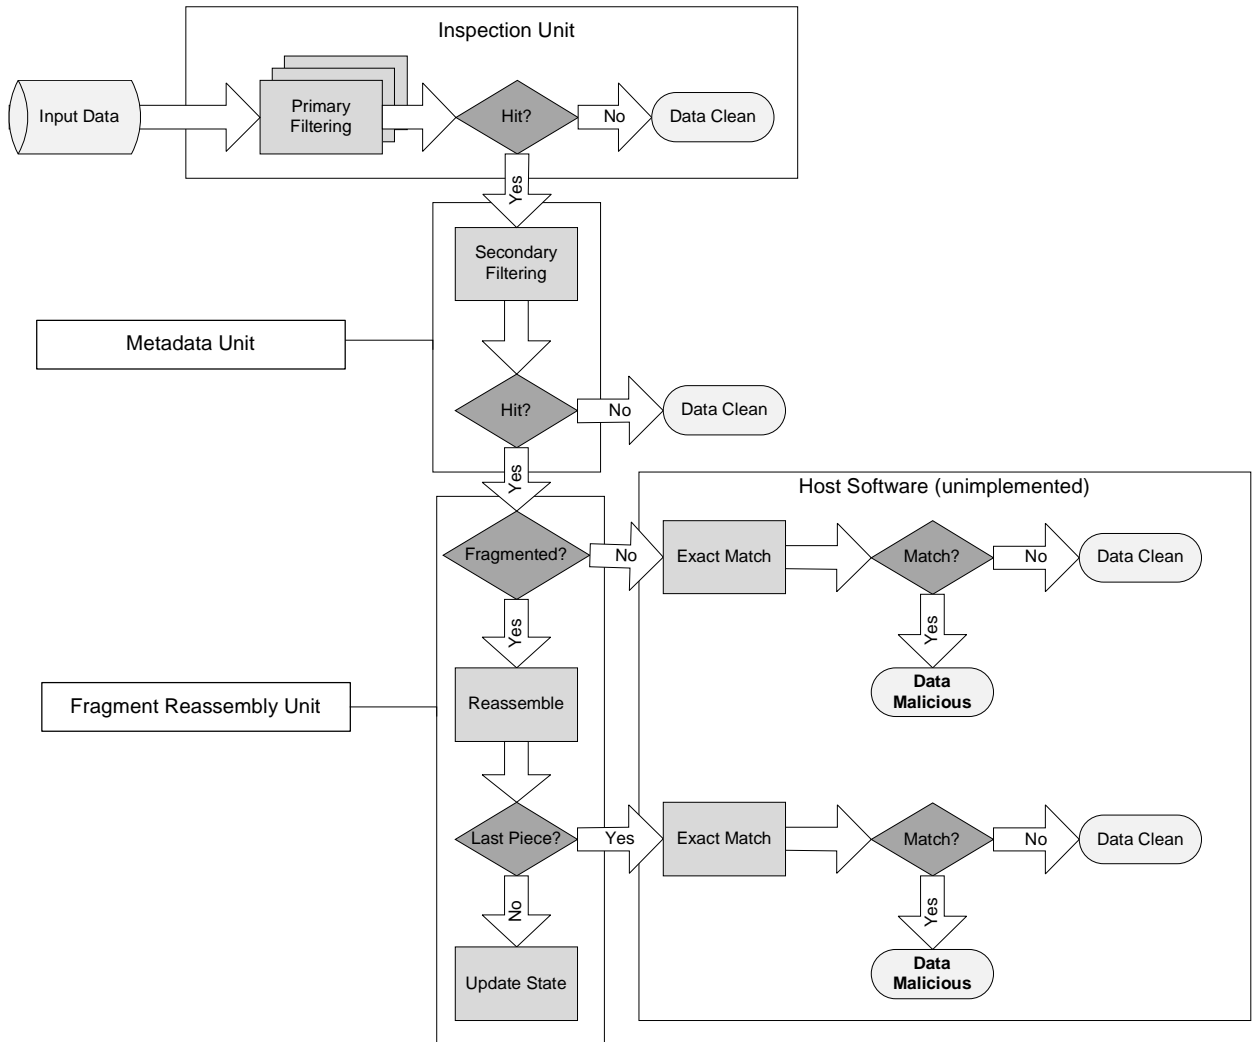 Inspection Unit
Input Data
Primary
Filtering
Hit?
No
Data Clean
Yes
Secondary
Filtering
Metadata Unit
Hit?
No
Data Clean
Yes
Host Software (unimplemented)
Fragmented?
No
Exact Match
Match?
No
Data Clean
Yes
Yes
Data
Malicious
Fragment Reassembly Unit
Reassemble
Last Piece?
Yes
Exact Match
Match?
No
Data Clean
No
Yes
Data
Malicious
Update State